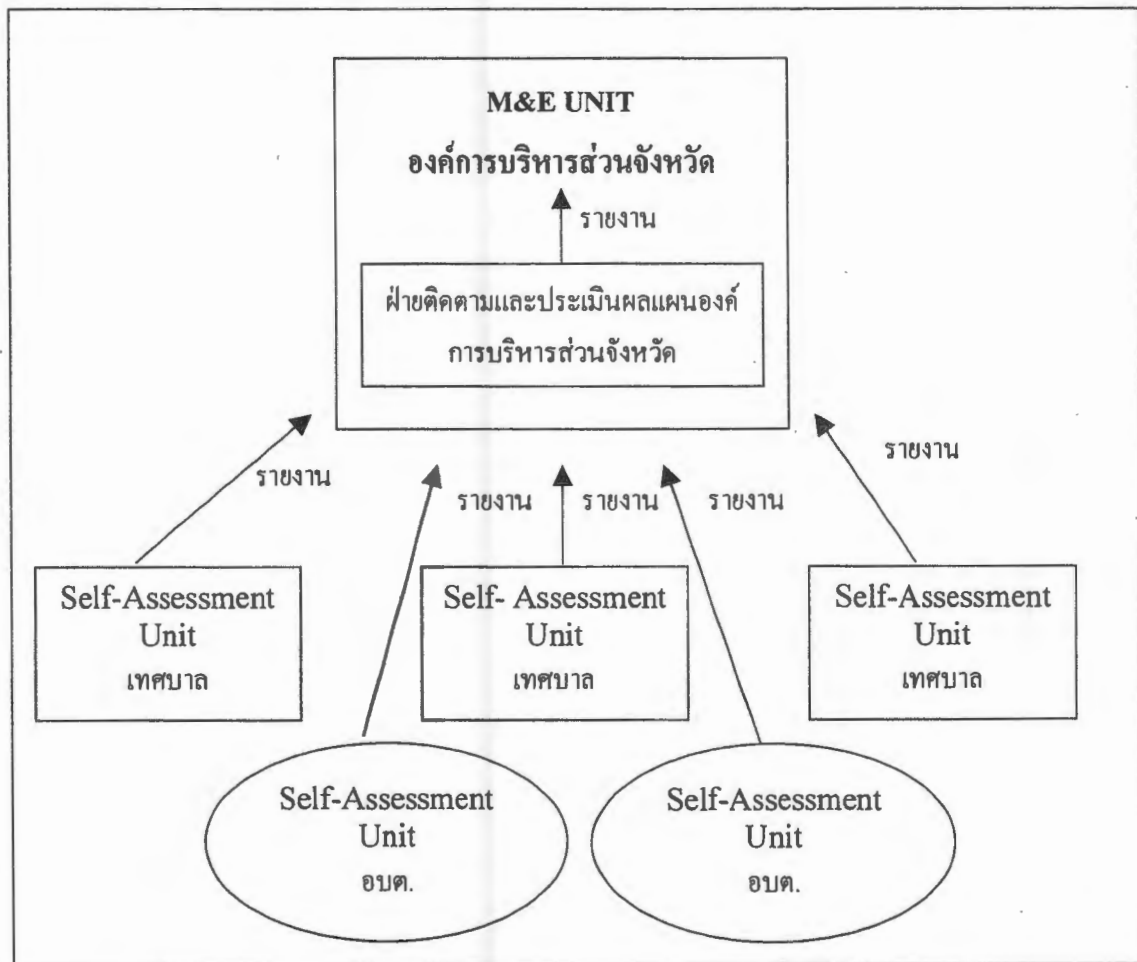 M&E UNIT
องค์การบริหารส่วนจังหวัด
รายงาน
ฝ่ายติดตามและประเมินผลแผนองค์
การบริหารส่วนจังหวัด
รายงาน
รายงาน
รายงาน
รายงาน
รายงาน
Self-Assessment
Unit
เทศบาล
Self- Assessment
Unit
เทศบาล
Self-Assessment
Unit
เทศบาล
Self-Assessment
Unit
อบต.
Self-Assessment
Unit
อบต.